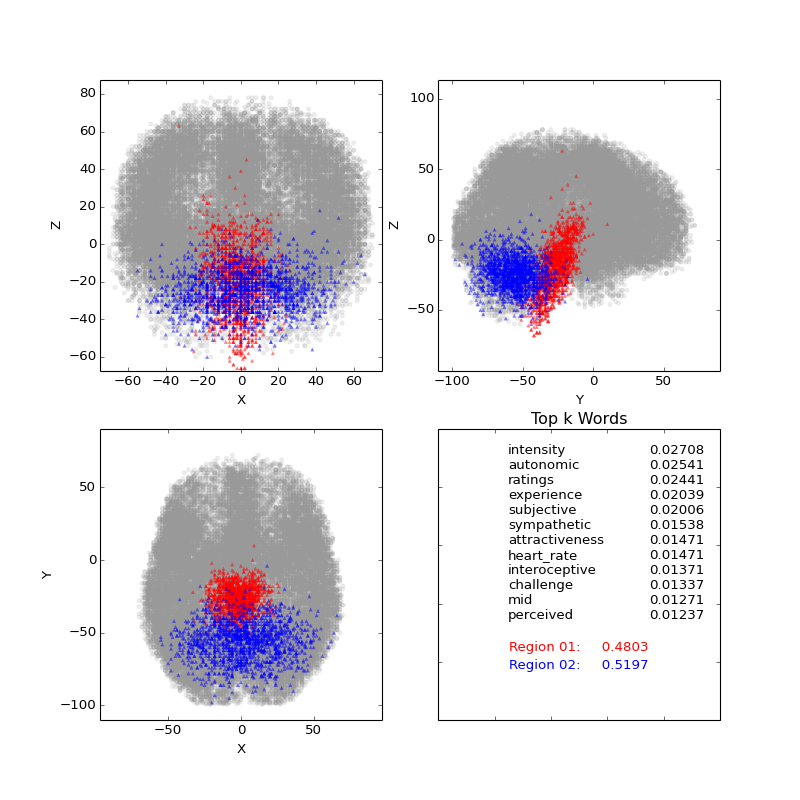 80
60
40
20
0
−20
−40
−60
Z
−60 −40 −20 0 20 40 60
X
100
50
0
−50
Z
−100 −50 0 50
Y
50
0
−50
−100
Y
−50 0 50
X
Top k Words
intensity 0.02708
autonomic 0.02541
ratings 0.02441
experience 0.02039
subjective 0.02006
sympathetic 0.01538
attractiveness 0.01471
heart_rate 0.01471
interoceptive 0.01371
challenge 0.01337
mid 0.01271
perceived 0.01237
Region 01: 0.4803
Region 02: 0.5197